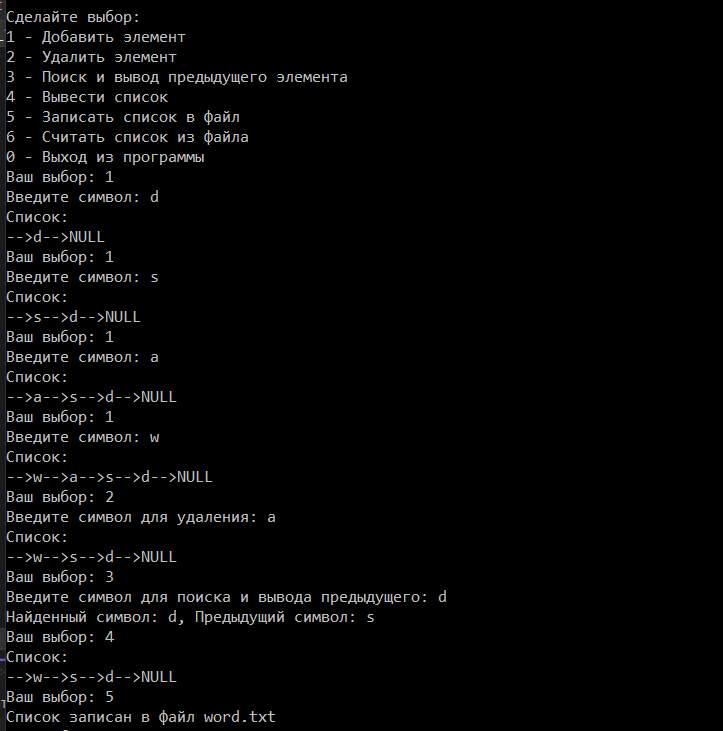 Сделайте выбор:
1 - Добавить элемент
2 - Удалить элемент
3 - Поиск и вывод предыдущего элемента
4 - Вывести список
5 - Записать список в файл
6 - Считать список из файла
0 - Выход из программы
Ваш выбор: 1
Введите символ: d
Список:
-->d-->NULL
Ваш выбор: 1
Введите символ: s
Список:
-->s-->d-->NULL
Ваш выбор: 1
Введите символ: a
Список:
-->a-->s-->d-->NULL
Ваш выбор: 1
Введите символ: w
Список:
-->w-->a-->s-->d-->NULL
Ваш выбор: 2
Введите символ для удаления: a
Список:
-->w-->s-->d-->NULL
Ваш выбор: 3
Введите символ для поиска и вывода предыдущего: d
Найденный символ: d, Предыдущий символ: s
Ваш выбор: 4
Список:
-->w-->s-->d-->NULL
Ваш выбор: 5
Список записан в файл word.txt